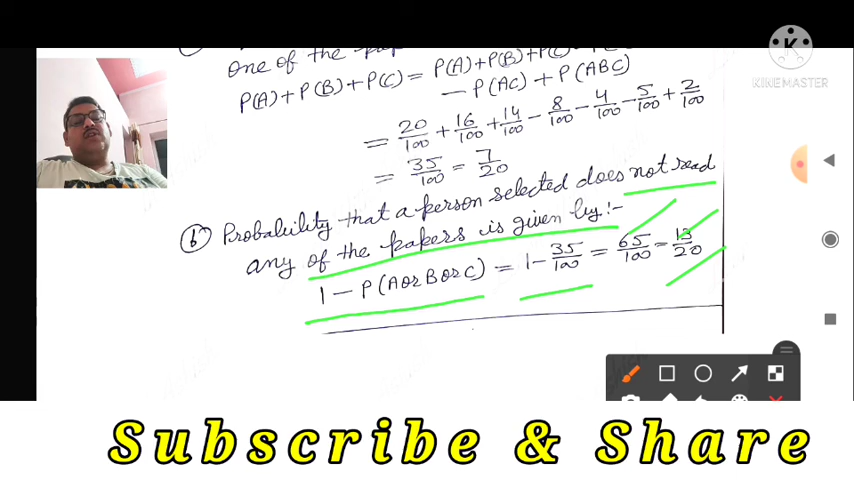 one of the
P(A)+P(B)+P(C) = P(A)+P(B)+
- P(AC) + P(ABC)
= 20/100 + 16/100 + 14/100 - 8/100 - 4/100 - 5/100 + 2/100
= 35/100 = 7/20
(b) Probability that a person selected does not read
any of the papers is given by:-
1 - P(A or B or C) = 1 - 35/100 = 65/100 = 13/20
K
KINEMASTER
Subscribe & Share